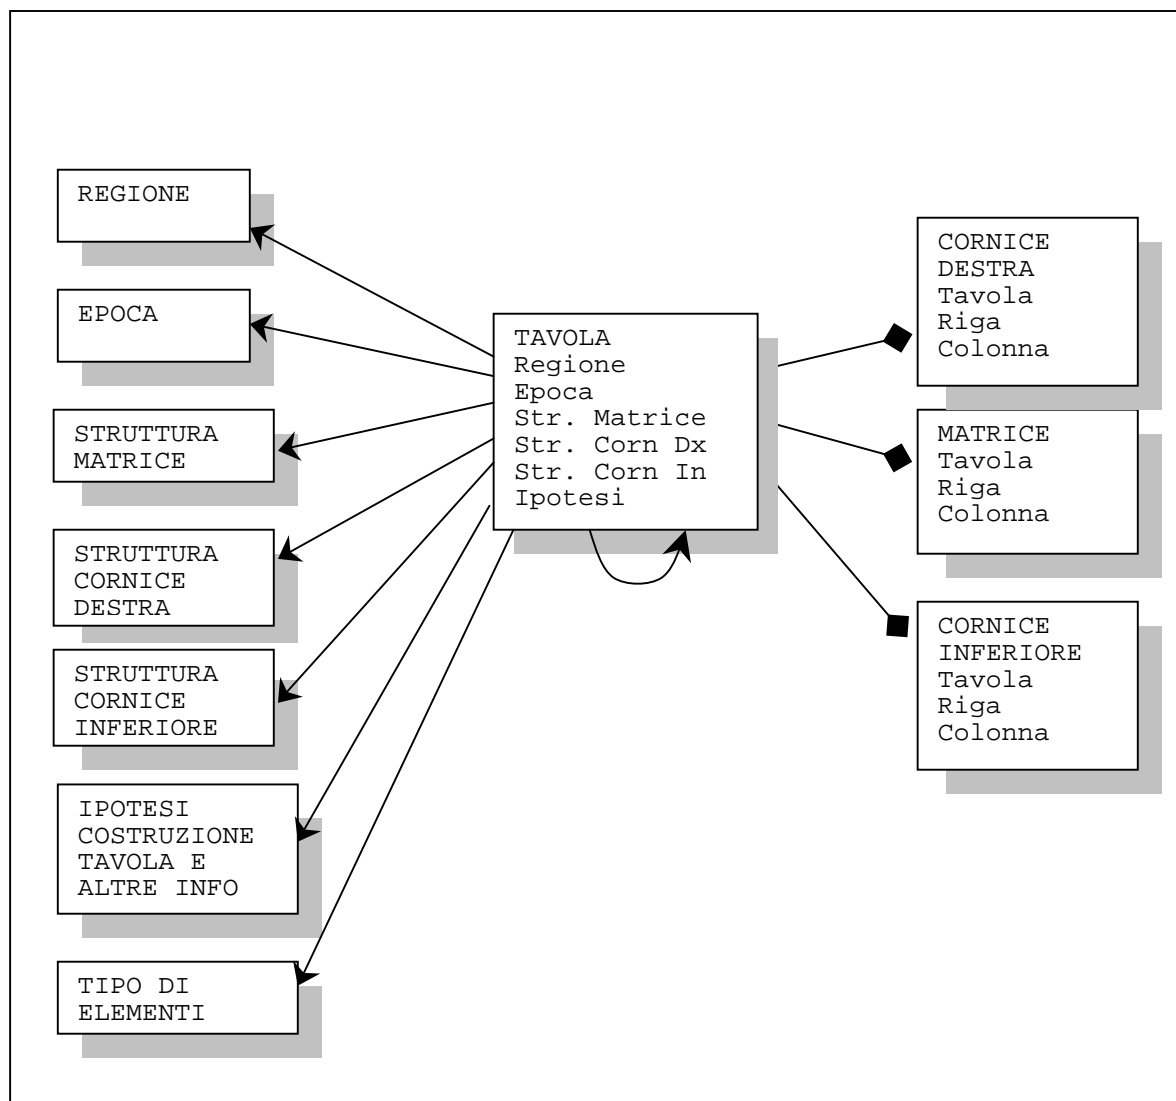 REGIONE
EPOCA
STRUTTURA
MATRICE
STRUTTURA
CORNICE
DESTRA
STRUTTURA
CORNICE
INFERIORE
IPOTESI
COSTRUZIONE
TAVOLA E
ALTRE INFO
TIPO DI
ELEMENTI
TAVOLA
Regione
Epoca
Str. Matrice
Str. Corn Dx
Str. Corn In
Ipotesi
CORNICE
DESTRA
Tavola
Riga
Colonna
MATRICE
Tavola
Riga
Colonna
CORNICE
INFERIORE
Tavola
Riga
Colonna